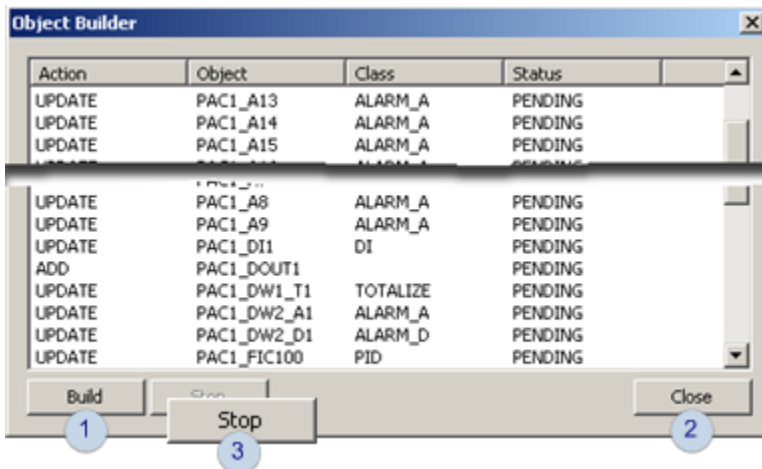 Object Builder
Action Object Class Status
UPDATE PAC1_A13 ALARM_A PENDING
UPDATE PAC1_A14 ALARM_A PENDING
UPDATE PAC1_A15 ALARM_A PENDING
UPDATE PAC1_A8 ALARM_A PENDING
UPDATE PAC1_A9 ALARM_A PENDING
UPDATE PAC1_DI1 DI PENDING
ADD PAC1_DOUT1 PENDING
UPDATE PAC1_DW1_T1 TOTALIZE PENDING
UPDATE PAC1_DW2_A1 ALARM_A PENDING
UPDATE PAC1_DW2_D1 ALARM_D PENDING
UPDATE PAC1_FIC100 PID PENDING
Build Stop Close
Stop
1 3 2